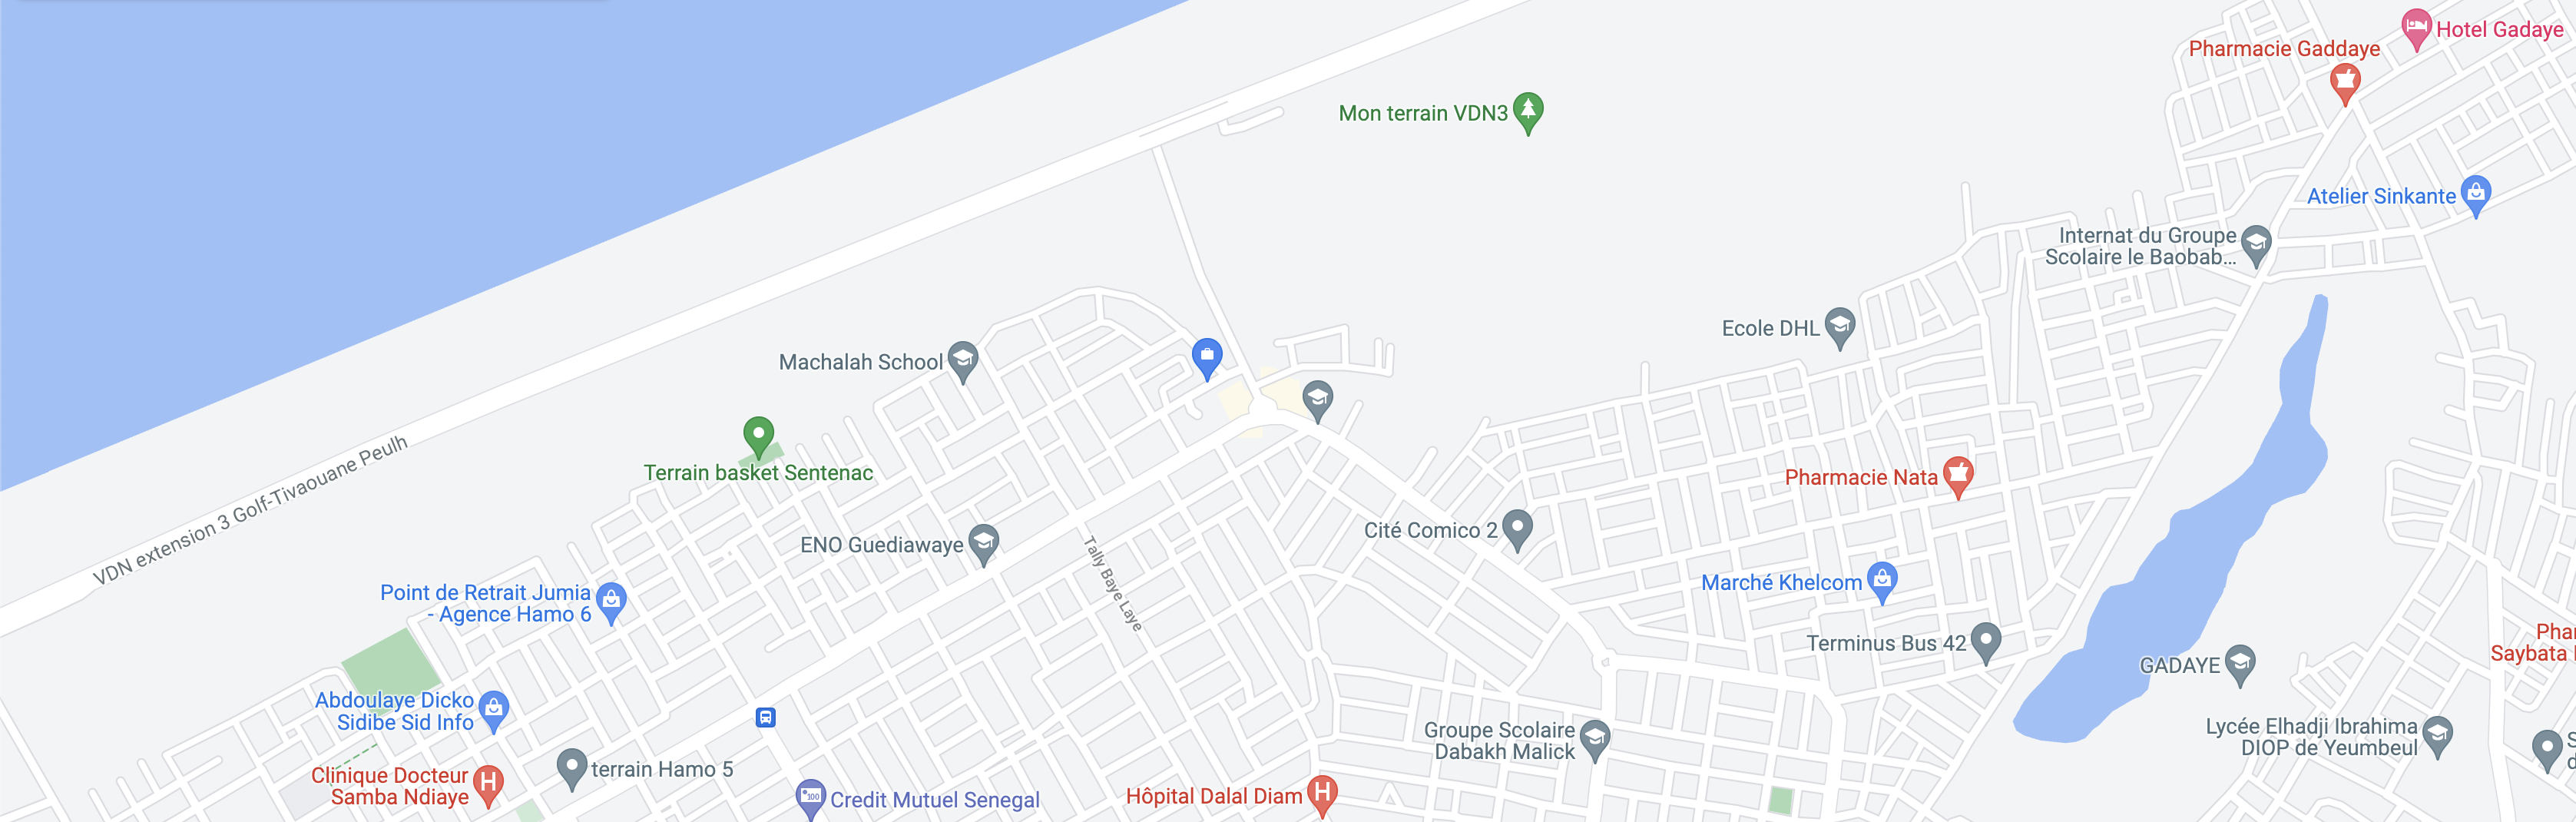 Hotel Gadaye
Pharmacie Gaddaye
Mon terrain VDN3
Atelier Sinkante
Internat du Groupe
Scolaire le Baobab...
Ecole DHL
Machalah School
Terrain basket Sentenac
VDN extension 3 Golf-Tivaouane Peulh
Pharmacie Nata
Cité Comico 2
ENO Guediawaye
Tally Baye Laye
Marché Khelcom
Point de Retrait Jumia
- Agence Hamo 6
Terminus Bus 42
GADAYE
Saybata
Abdoulaye Dicko
Sidibe Sid Info
Groupe Scolaire
Dabakh Malick
Lycée Elhadji Ibrahima
DIOP de Yeumbeul
terrain Hamo 5
Clinique Docteur
Samba Ndiaye
Credit Mutuel Senegal
Hôpital Dalal Diam